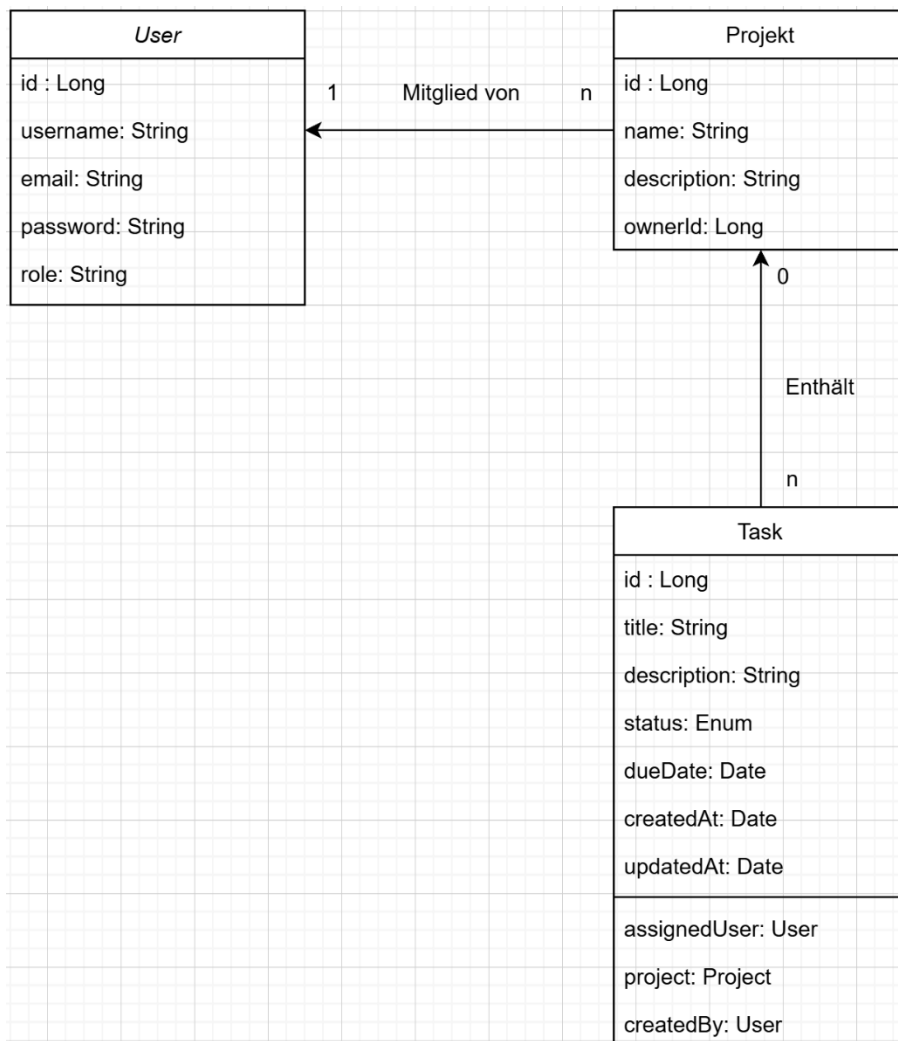 User
id : Long
username: String
email: String
password: String
role: String
1 Mitglied von n
Projekt
id : Long
name: String
description: String
ownerId: Long
0
Enthält
n
Task
id : Long
title: String
description: String
status: Enum
dueDate: Date
createdAt: Date
updatedAt: Date
assignedUser: User
project: Project
createdBy: User